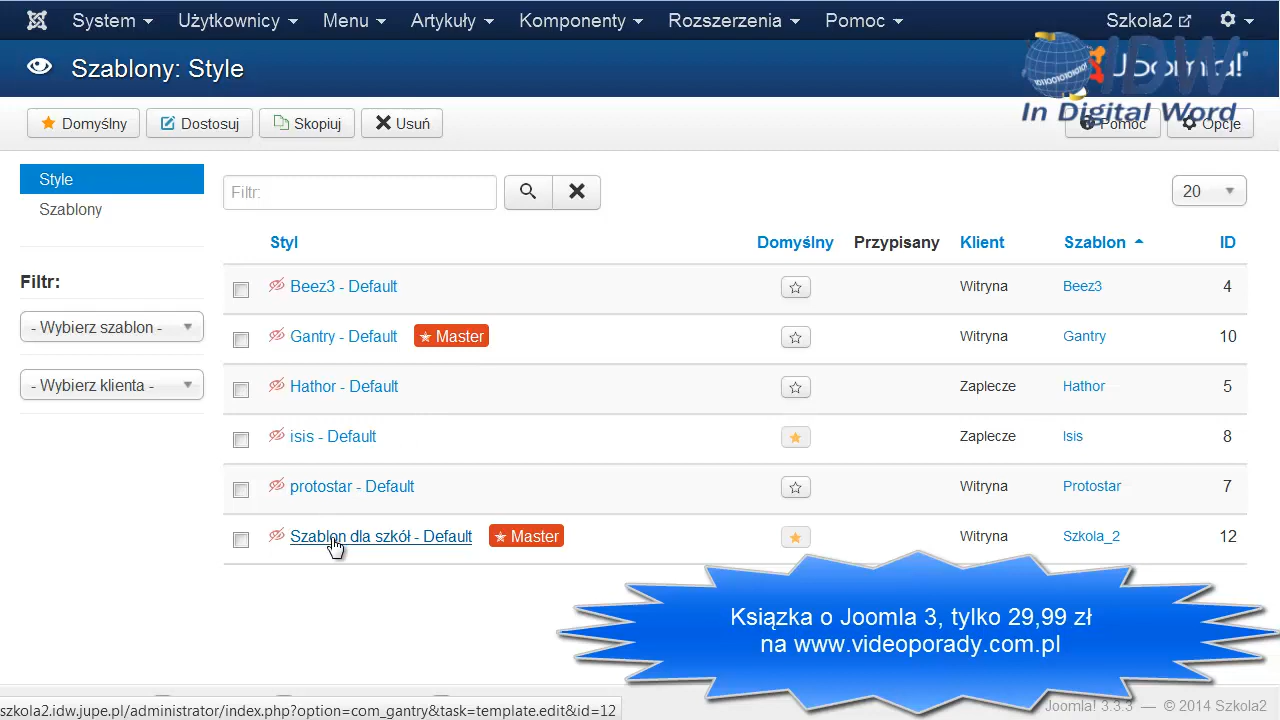 System Użytkownicy Menu Artykuły Komponenty Rozszerzenia Pomoc Szkola2
Szablony: Style
Joomla!
IDW
In Digital Word
Domyślny Dostosuj Skopiuj Usuń Pomoc Opcje
Style
Szablony
Filtr:
- Wybierz szablon -
- Wybierz klienta -
Filtr:
20
Styl Domyślny Przypisany Klient Szablon ID
Beez3 - Default Witryna Beez3 4
Gantry - Default Master Witryna Gantry 10
Hathor - Default Zaplecze Hathor 5
isis - Default Zaplecze Isis 8
protostar - Default Witryna Protostar 7
Szablon dla szkół - Default Master Witryna Szkola_2 12
Książka o Joomla 3, tylko 29,99 zł
na www.videoporady.com.pl
szkola2.idw.jupe.pl/administrator/index.php?option=com_gantry&task=template.edit&id=12
Joomla! 3.3.3 — © 2014 Szkola2